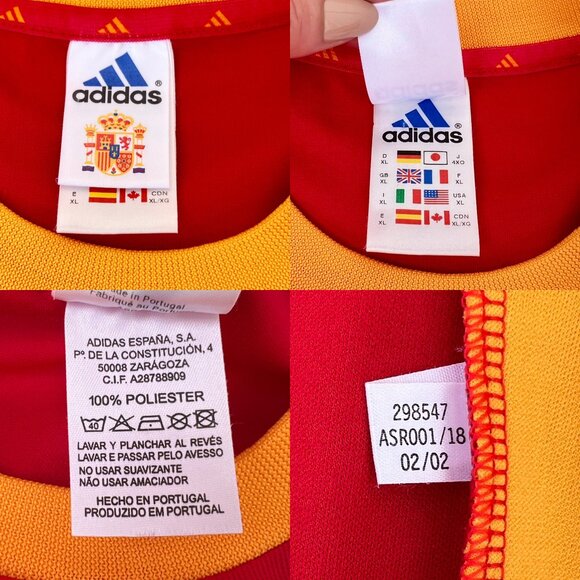 adidas®
E XL CDN XL/XG
adidas®
D XL J 4XO
GB XL F XL
I XL USA XL
E XL CDN XL/XG
Made in Portugal
Fabriqué au Portugal
ADIDAS ESPAÑA, S.A.
Pº DE LA CONSTITUCIÓN, 4
50008 ZARAGOZA
C.I.F. A28788909
100% POLIESTER
40
LAVAR Y PLANCHAR AL REVÉS
LAVAR E PASSAR PELO AVESSO
NO USAR SUAVIZANTE
NÃO USAR AMACIADOR
HECHO EN PORTUGAL
PRODUZIDO EM PORTUGAL
298547
ASR001/18
02/02